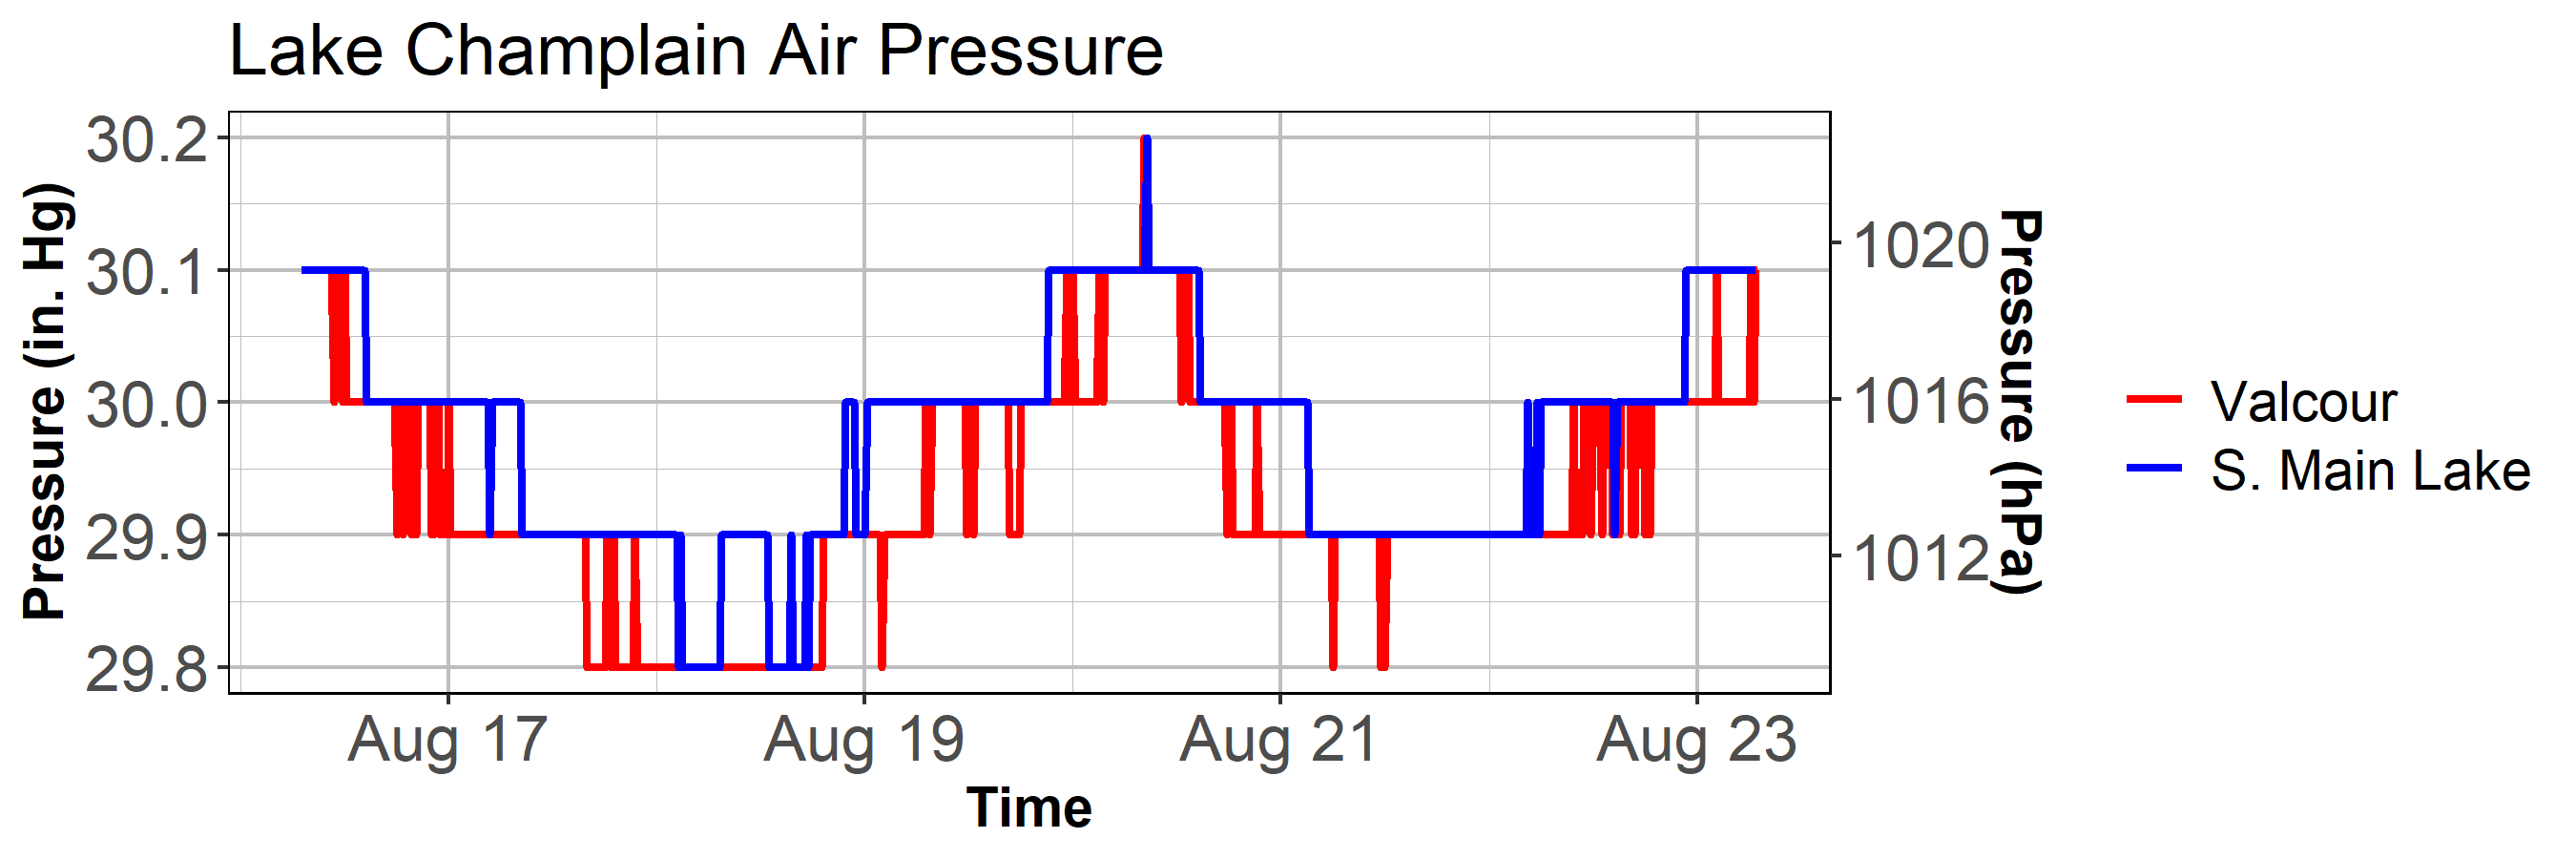 Lake Champlain Air Pressure
Pressure (in. Hg)
30.2
30.1
30.0
29.9
29.8
1020
1016
1012
Pressure (hPa)
Valcour
S. Main Lake
Aug 17 Aug 19 Aug 21 Aug 23
Time